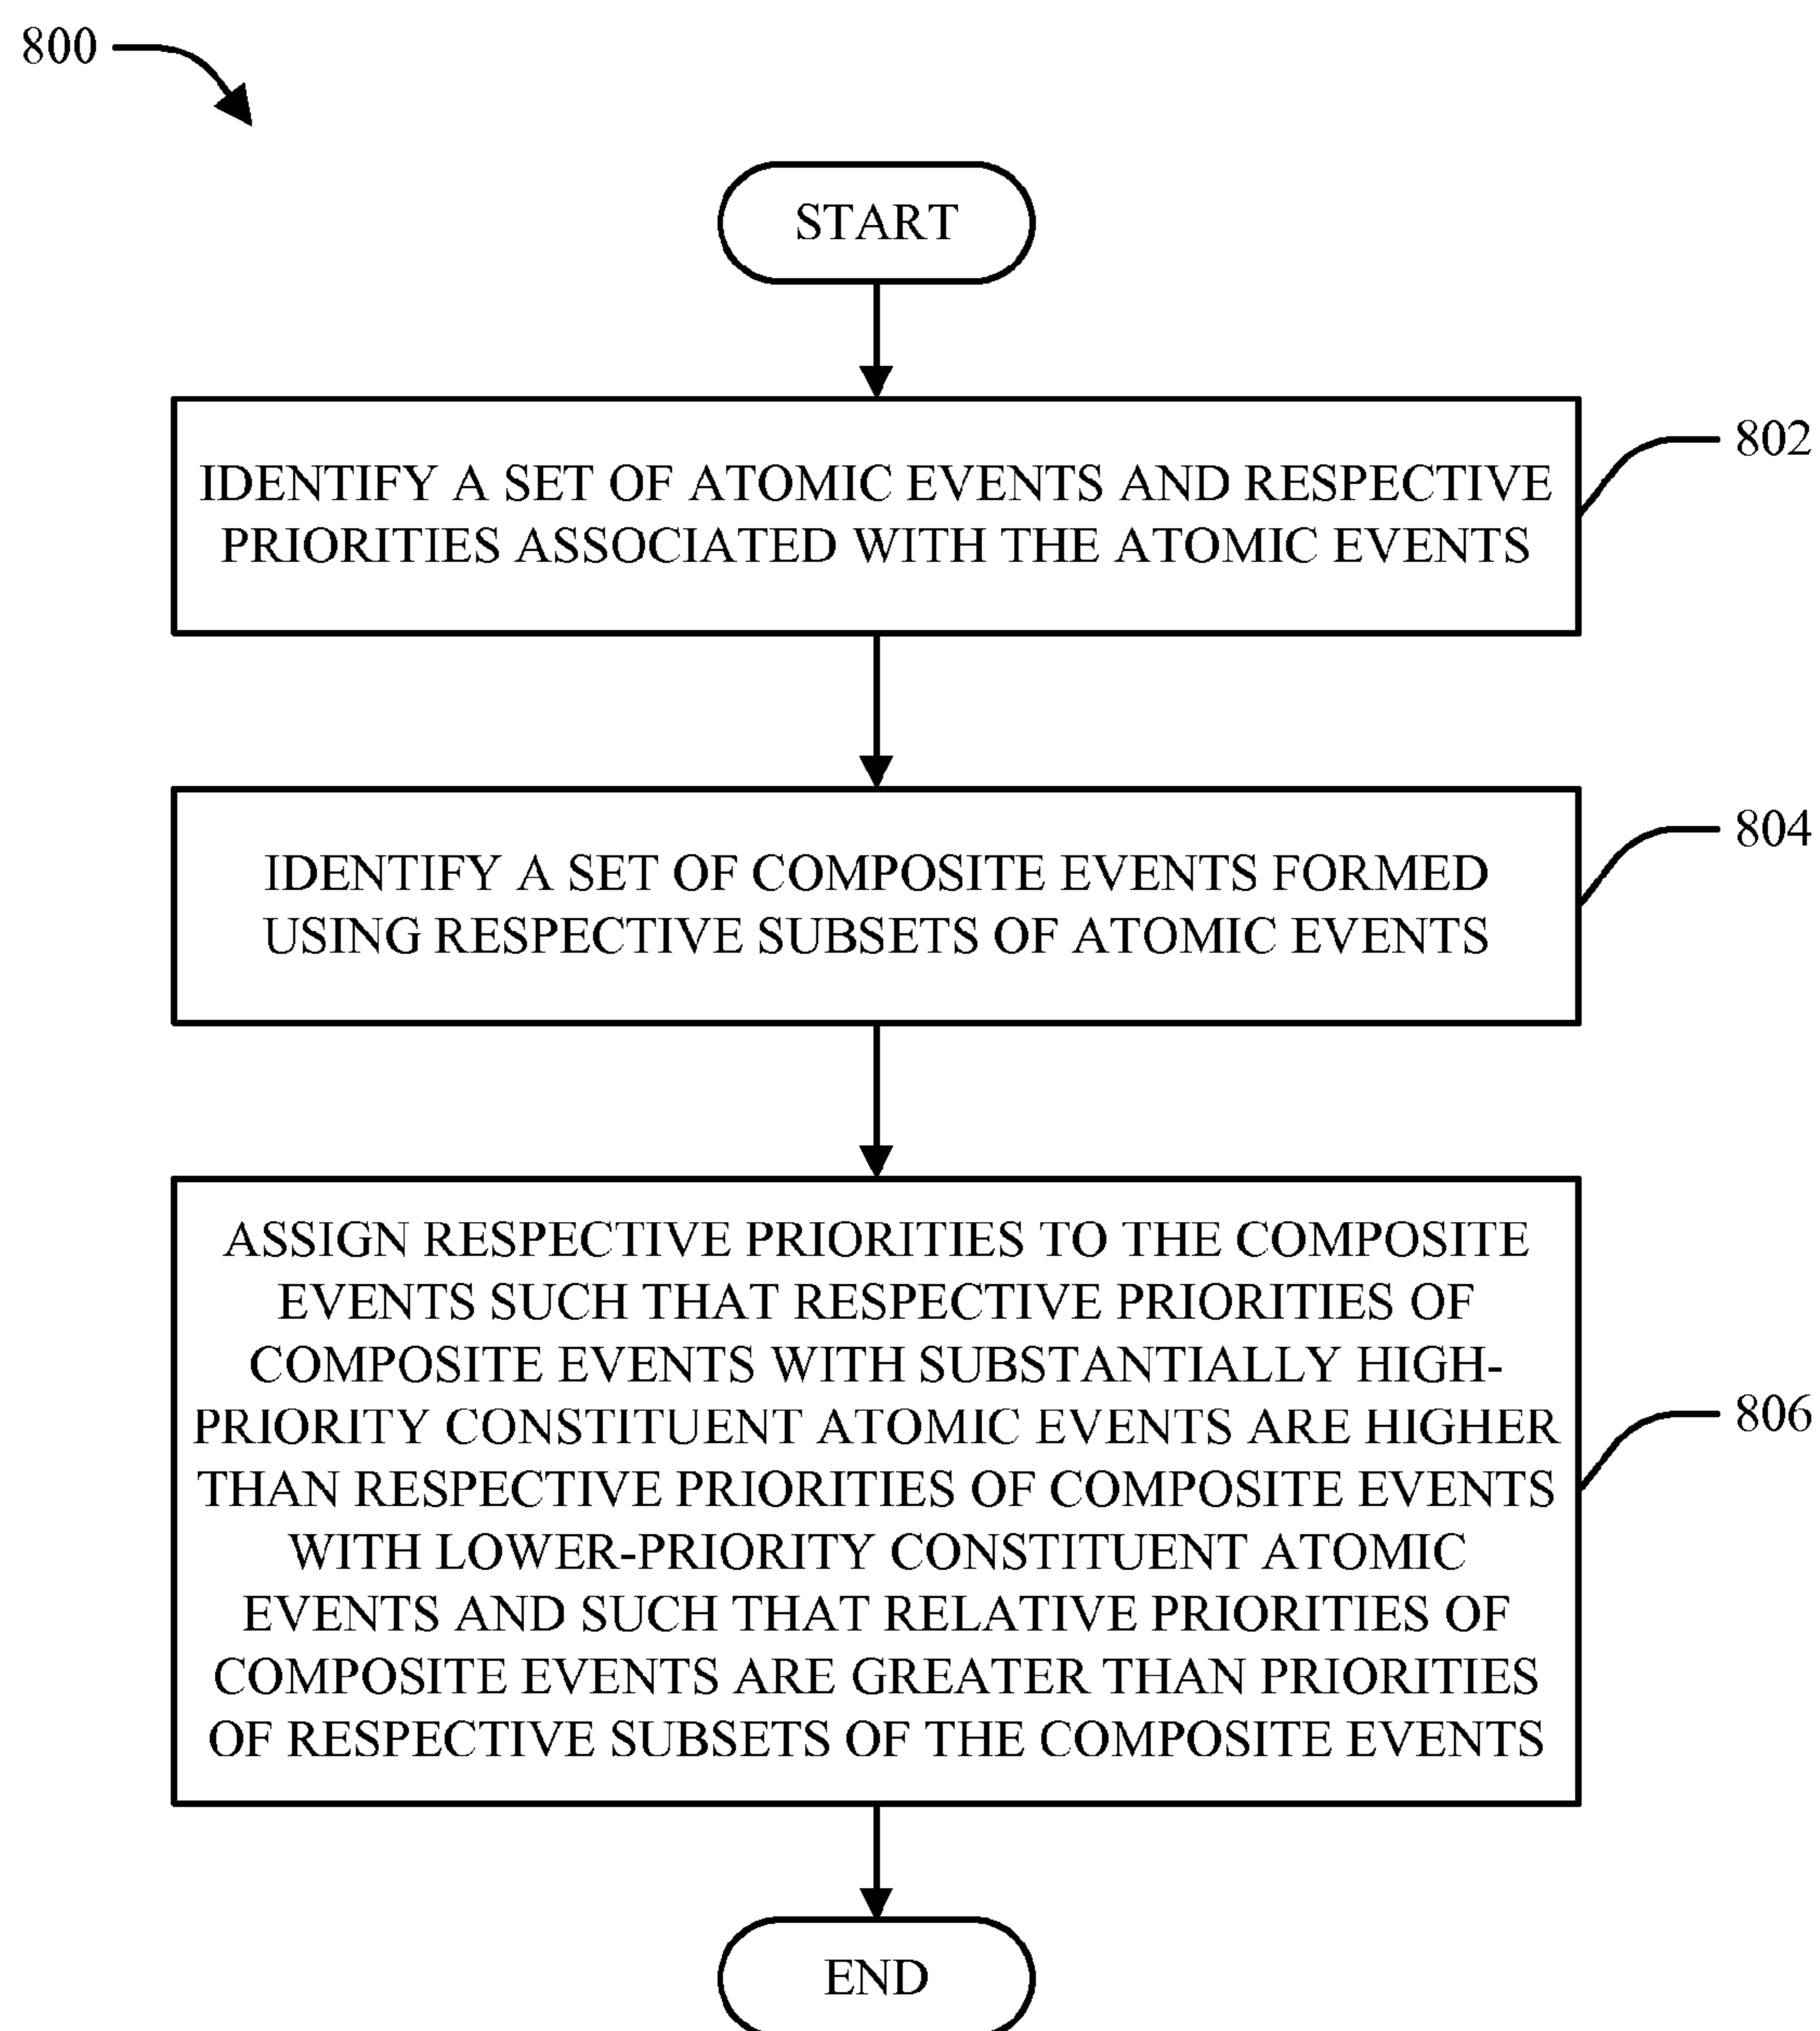 800
START
IDENTIFY A SET OF ATOMIC EVENTS AND RESPECTIVE
PRIORITIES ASSOCIATED WITH THE ATOMIC EVENTS
802
IDENTIFY A SET OF COMPOSITE EVENTS FORMED
USING RESPECTIVE SUBSETS OF ATOMIC EVENTS
804
ASSIGN RESPECTIVE PRIORITIES TO THE COMPOSITE
EVENTS SUCH THAT RESPECTIVE PRIORITIES OF
COMPOSITE EVENTS WITH SUBSTANTIALLY HIGH-
PRIORITY CONSTITUENT ATOMIC EVENTS ARE HIGHER
THAN RESPECTIVE PRIORITIES OF COMPOSITE EVENTS
WITH LOWER-PRIORITY CONSTITUENT ATOMIC
EVENTS AND SUCH THAT RELATIVE PRIORITIES OF
COMPOSITE EVENTS ARE GREATER THAN PRIORITIES
OF RESPECTIVE SUBSETS OF THE COMPOSITE EVENTS
806
END